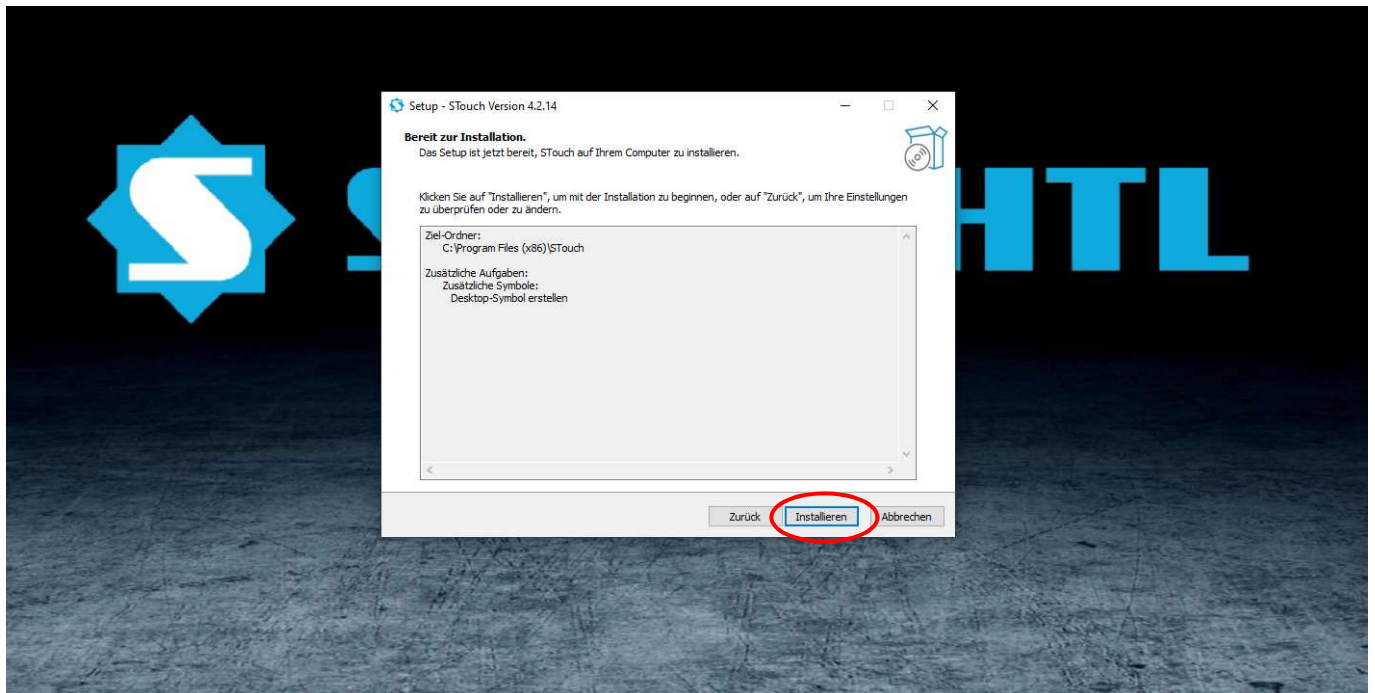 Setup - STouch Version 4.2.14
Bereit zur Installation.
Das Setup ist jetzt bereit, STouch auf Ihrem Computer zu installieren.
Klicken Sie auf "Installieren", um mit der Installation zu beginnen, oder auf "Zurück", um Ihre Einstellungen
zu überprüfen oder zu ändern.
Ziel-Ordner:
C:\Program Files (x86)\STouch
Zusätzliche Aufgaben:
Zusätzliche Symbole:
Desktop-Symbol erstellen
S HTL
Zurück Installieren Abbrechen